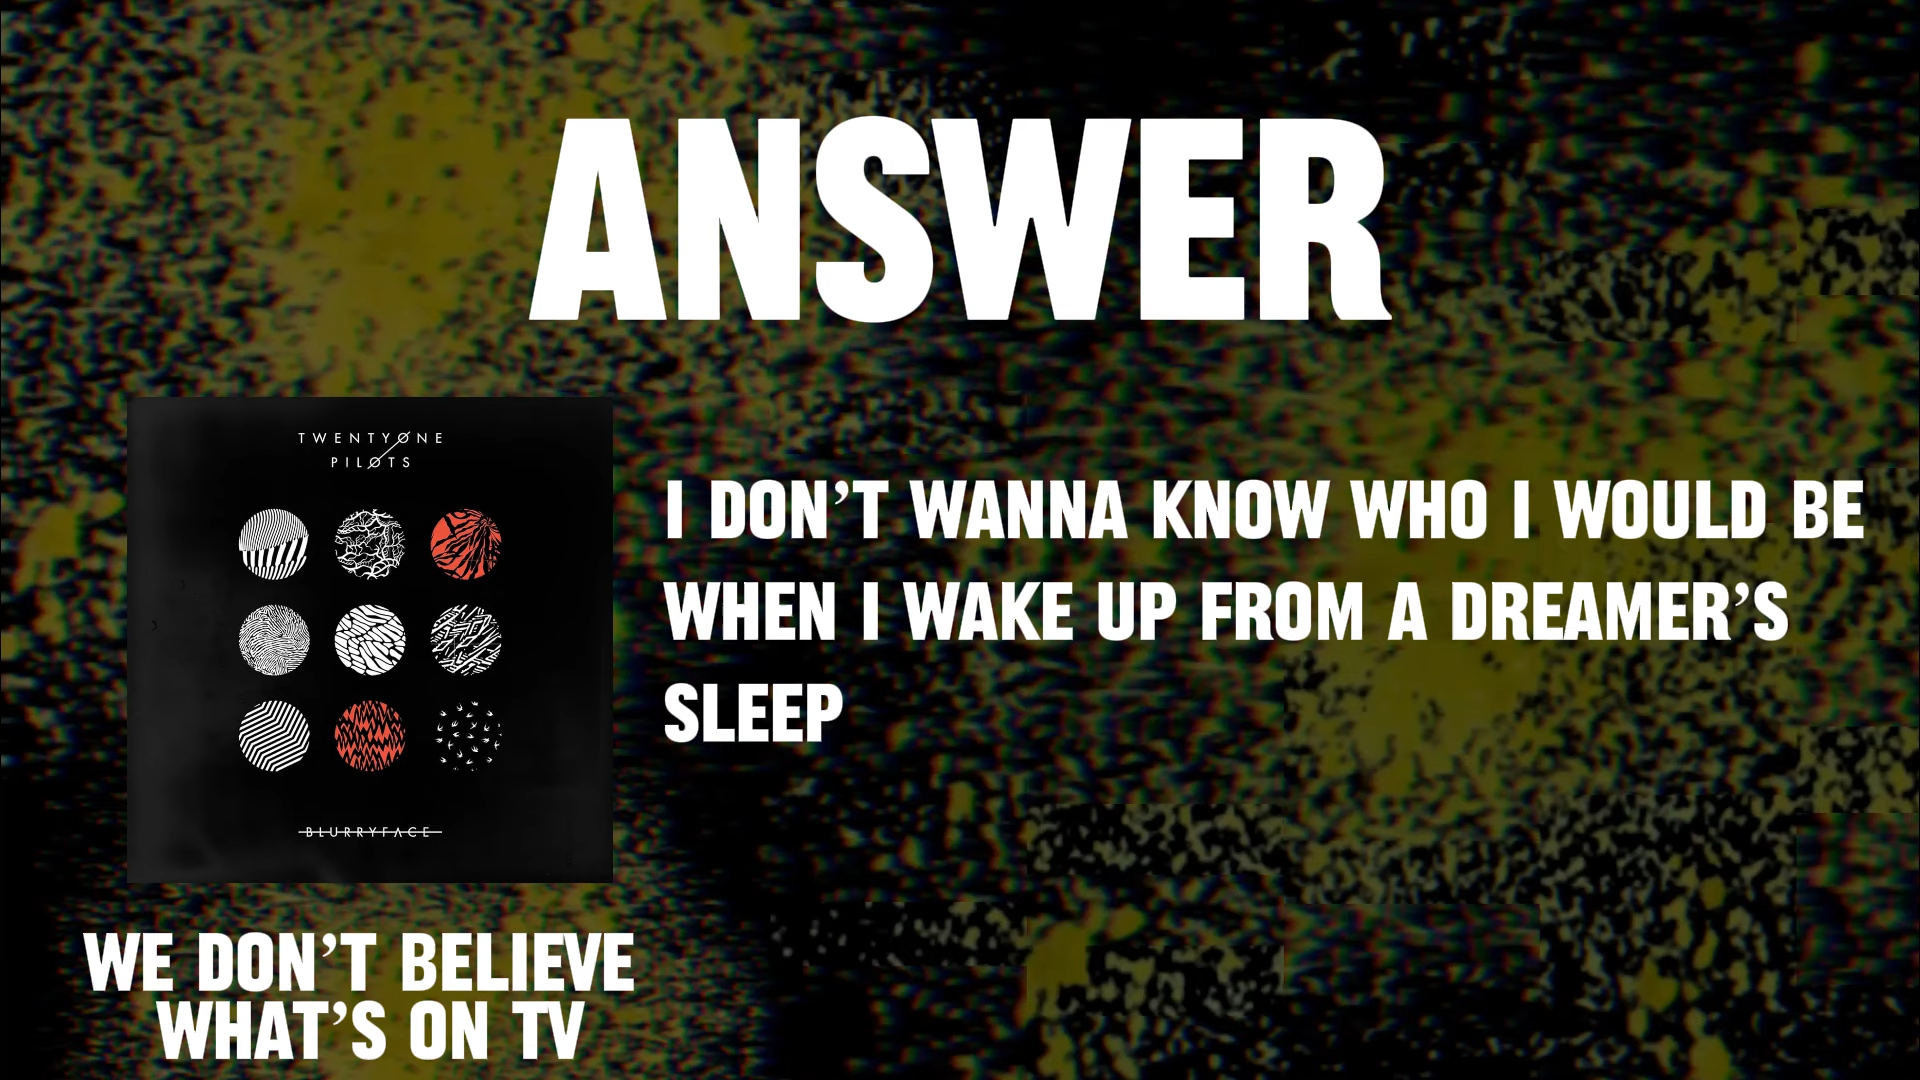 ANSWER
TWENTY ØNE
PILØTS
BLURRYFACE
I DON’T WANNA KNOW WHO I WOULD BE
WHEN I WAKE UP FROM A DREAMER’S
SLEEP
WE DON’T BELIEVE
WHAT’S ON TV